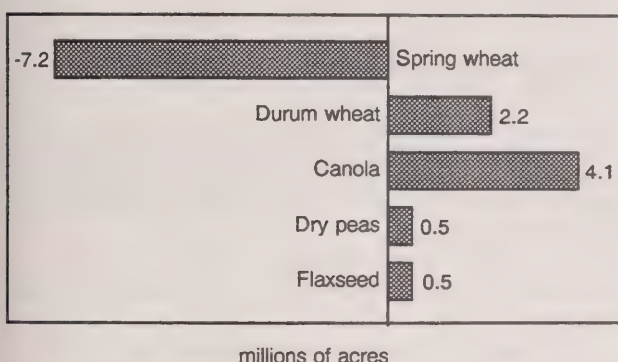 -7.2 Spring wheat
Durum wheat 2.2
Canola 4.1
Dry peas 0.5
Flaxseed 0.5
millions of acres